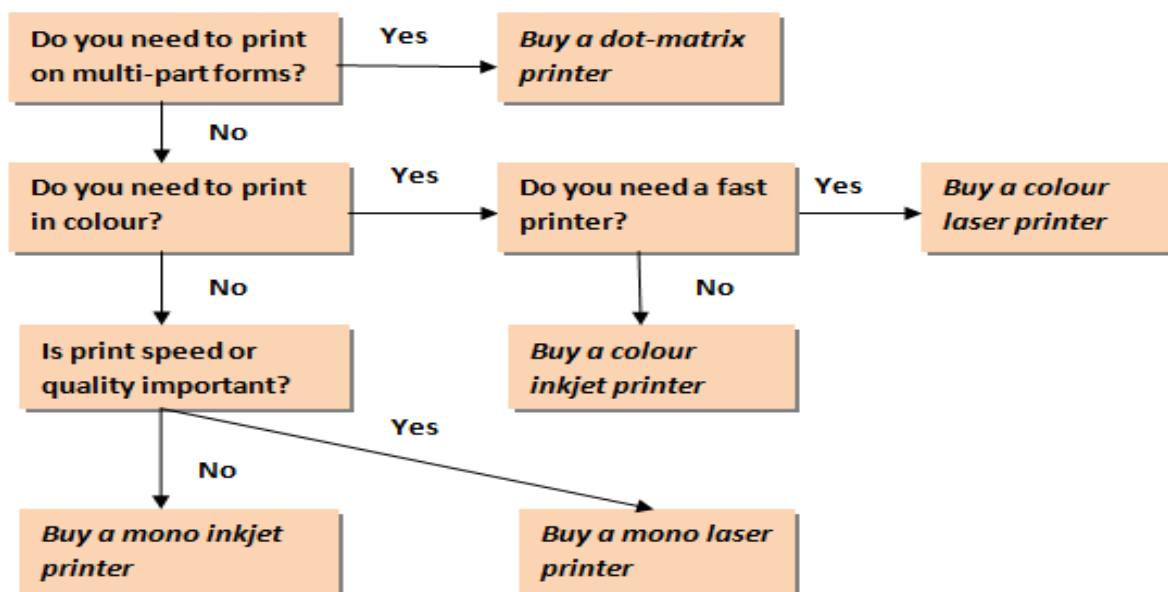 Do you need to print
on multi-part forms?
Yes
Buy a dot-matrix
printer
No
Do you need to print
in colour?
Yes
Do you need a fast
printer?
Yes
Buy a colour
laser printer
No
No
Is print speed or
quality important?
Buy a colour
inkjet printer
Yes
No
Buy a mono inkjet
printer
Buy a mono laser
printer